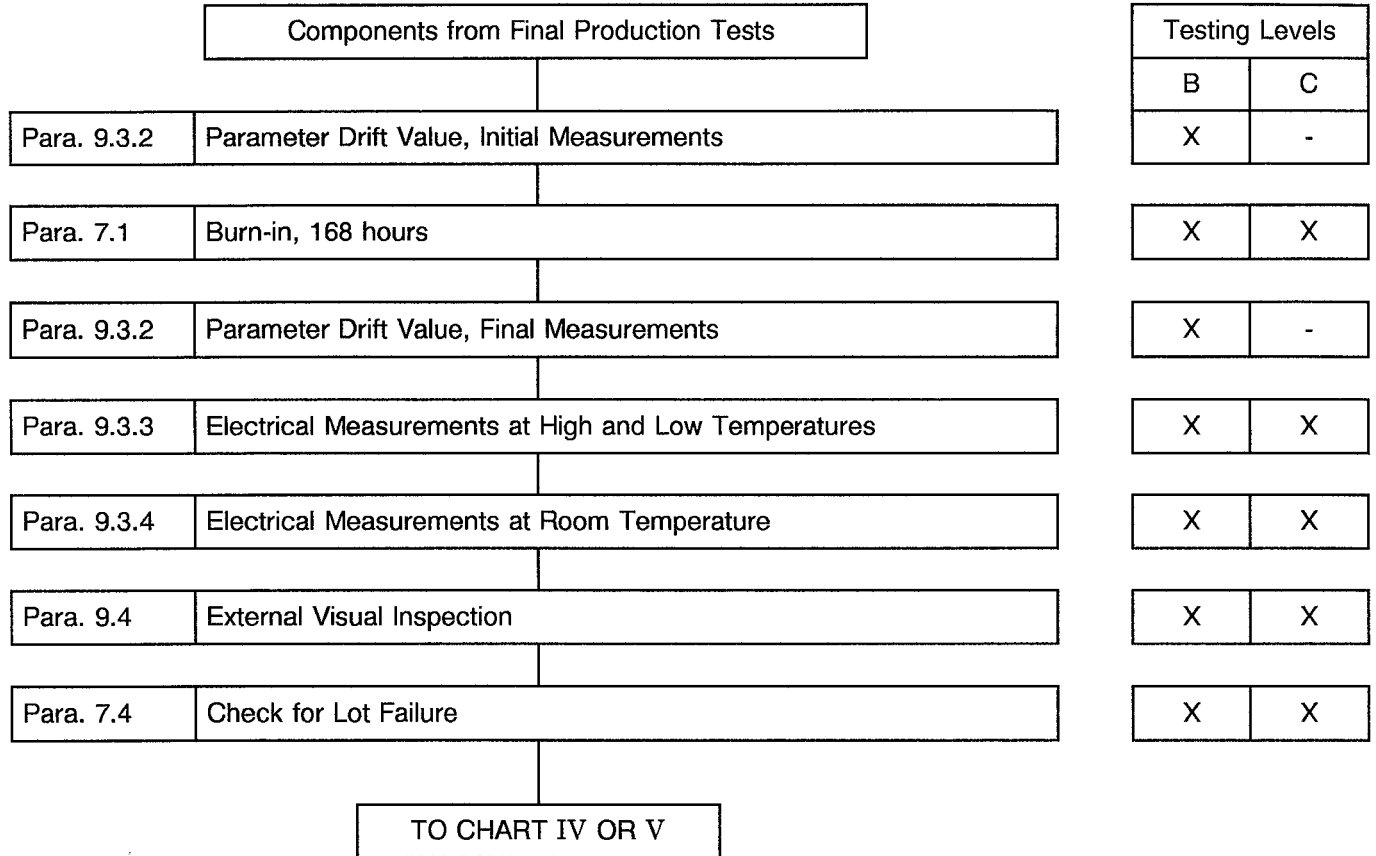 Components from Final Production Tests
Testing Levels
B C
Para. 9.3.2 Parameter Drift Value, Initial Measurements X -
Para. 7.1 Burn-in, 168 hours X X
Para. 9.3.2 Parameter Drift Value, Final Measurements X -
Para. 9.3.3 Electrical Measurements at High and Low Temperatures X X
Para. 9.3.4 Electrical Measurements at Room Temperature X X
Para. 9.4 External Visual Inspection X X
Para. 7.4 Check for Lot Failure X X
TO CHART IV OR V